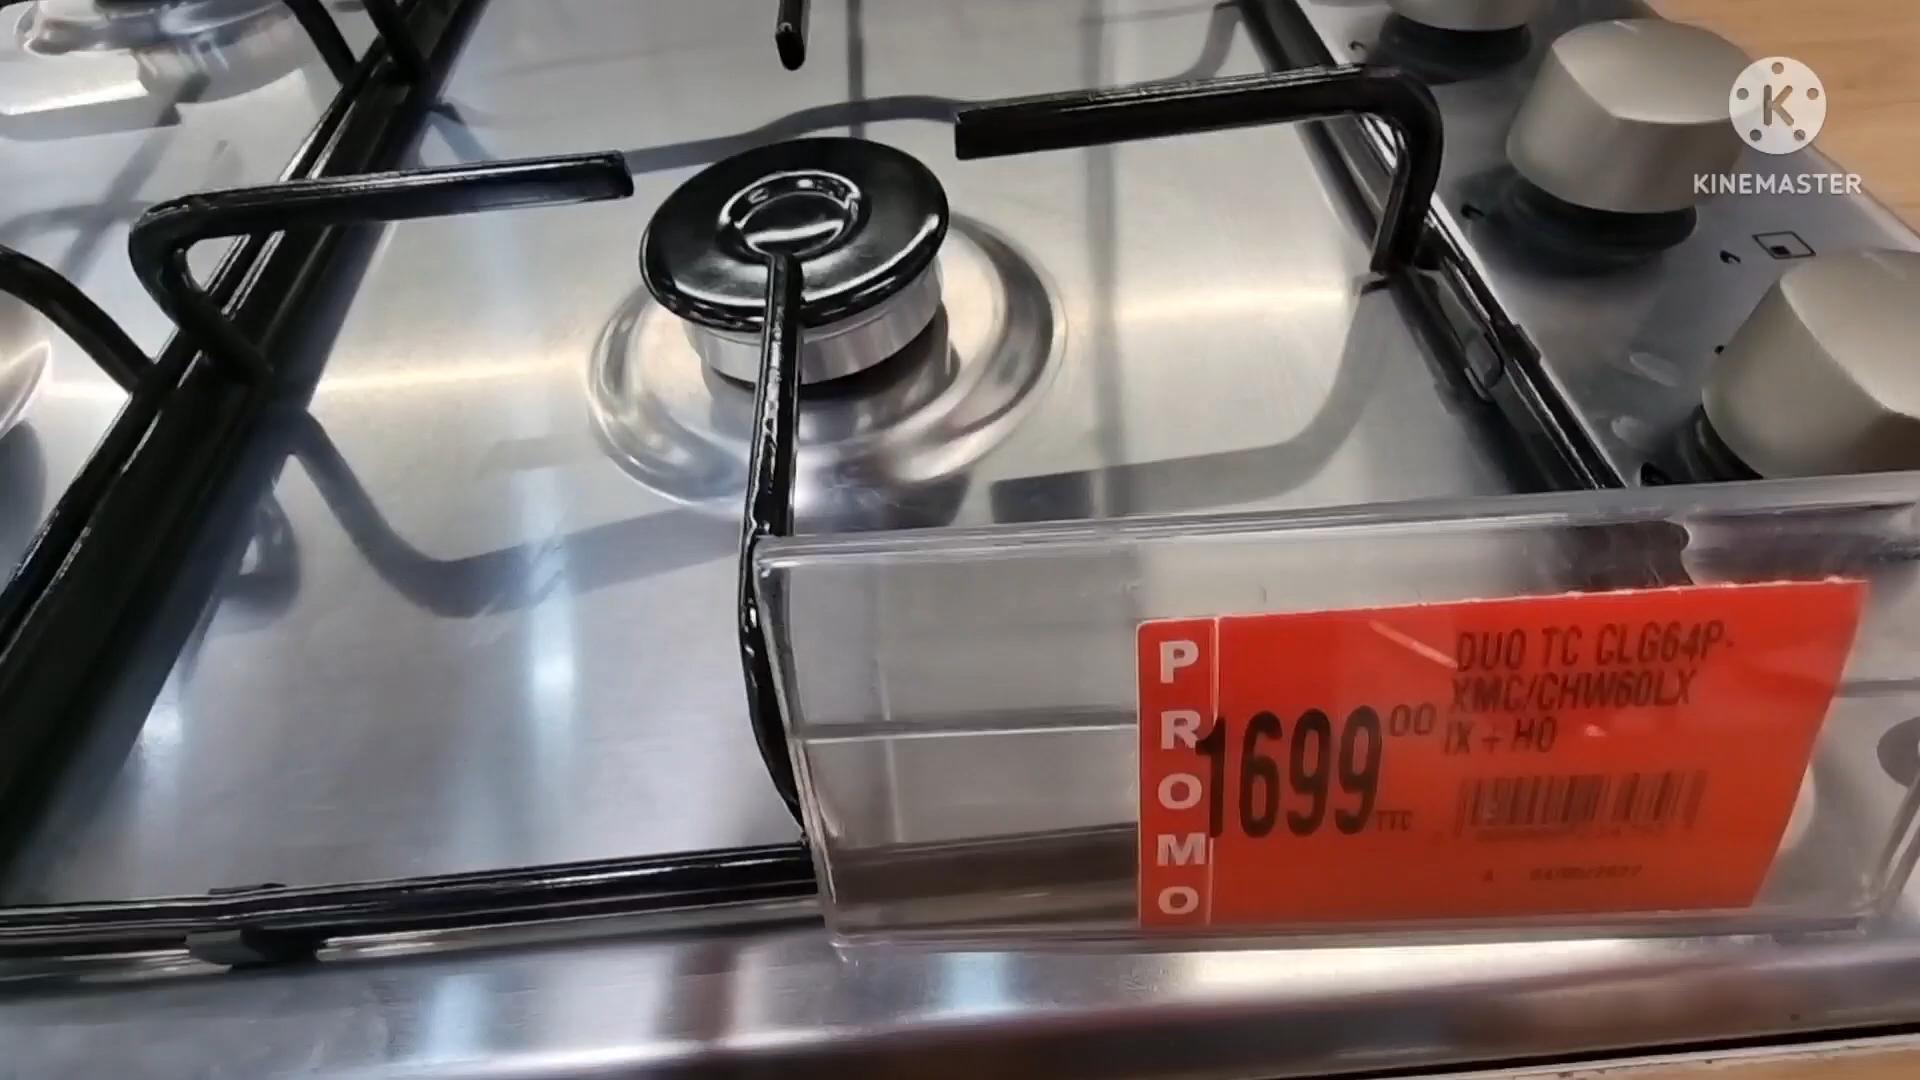 K
KINEMASTER
PROMO
DUO TC CLG64P-
XMC/CHW60LX
IX + HO
1699,00 TTC